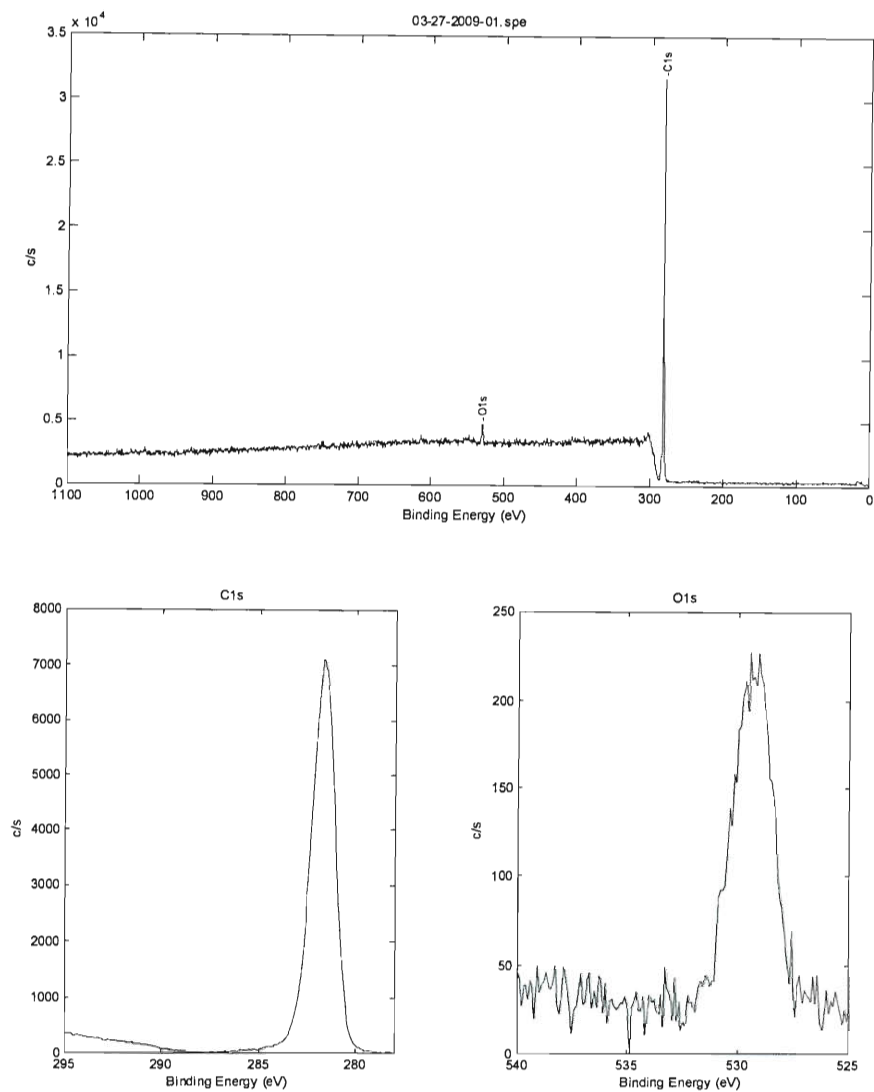 03-27-2009-01.spe
x 10⁴
3.5
3
2.5
2
1.5
1
0.5
0
c/s
-C1s
-O1s
1100 1000 900 800 700 600 500 400 300 200 100 0
Binding Energy (eV)
C1s
8000
7000
6000
5000
4000
3000
2000
1000
0
c/s
295 290 285 280
Binding Energy (eV)
O1s
250
200
150
100
50
0
c/s
540 535 530 525
Binding Energy (eV)